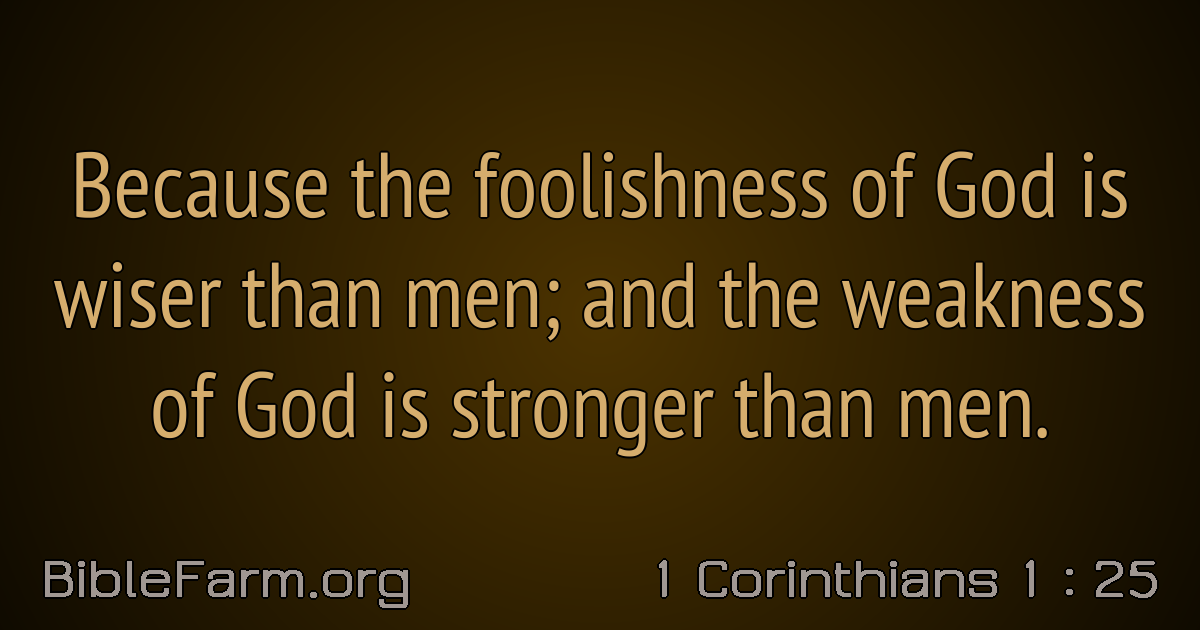 Because the foolishness of God is
wiser than men; and the weakness
of God is stronger than men.
BibleFarm.org
1 Corinthians 1 : 25